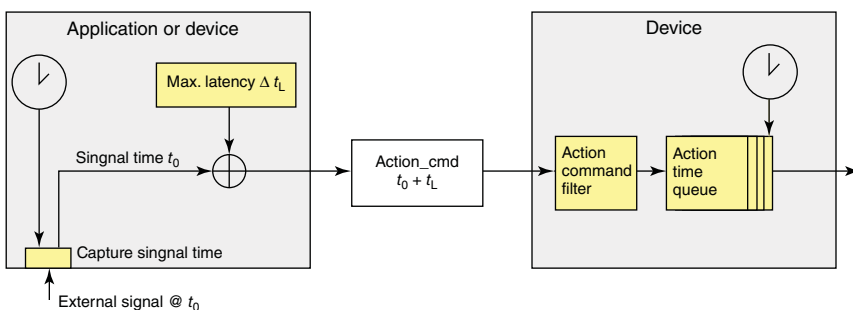 Application or device
Max. latency Δ tL
Singnal time t0
Capture singnal time
External signal @ t0
Action_cmd
t0 + tL
Device
Action
command
filter
Action
time
queue